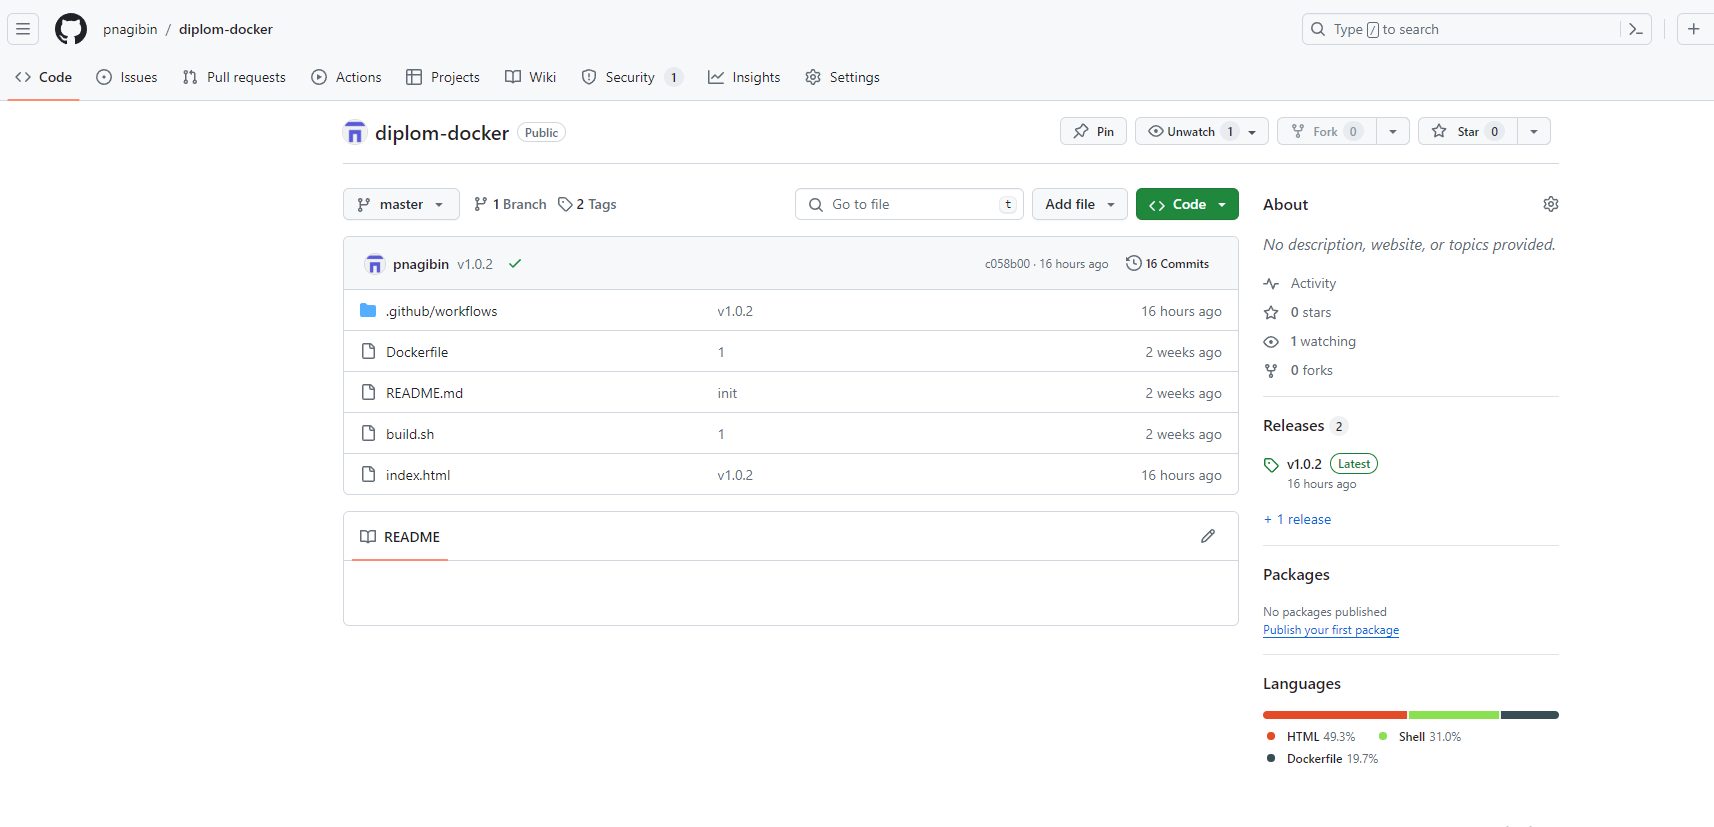 pnagibin / diplom-docker
Type / to search
Code Issues Pull requests Actions Projects Wiki Security 1 Insights Settings
diplom-docker Public
Pin Unwatch 1 Fork 0 Star 0
master 1 Branch 2 Tags
Go to file t Add file Code
pnagibin v1.0.2 c058b00 · 16 hours ago 16 Commits
.github/workflows v1.0.2 16 hours ago
Dockerfile 1 2 weeks ago
README.md init 2 weeks ago
build.sh 1 2 weeks ago
index.html v1.0.2 16 hours ago
README
About
No description, website, or topics provided.
Activity
0 stars
1 watching
0 forks
Releases 2
v1.0.2 Latest
16 hours ago
+ 1 release
Packages
No packages published
Publish your first package
Languages
HTML 49.3% Shell 31.0%
Dockerfile 19.7%